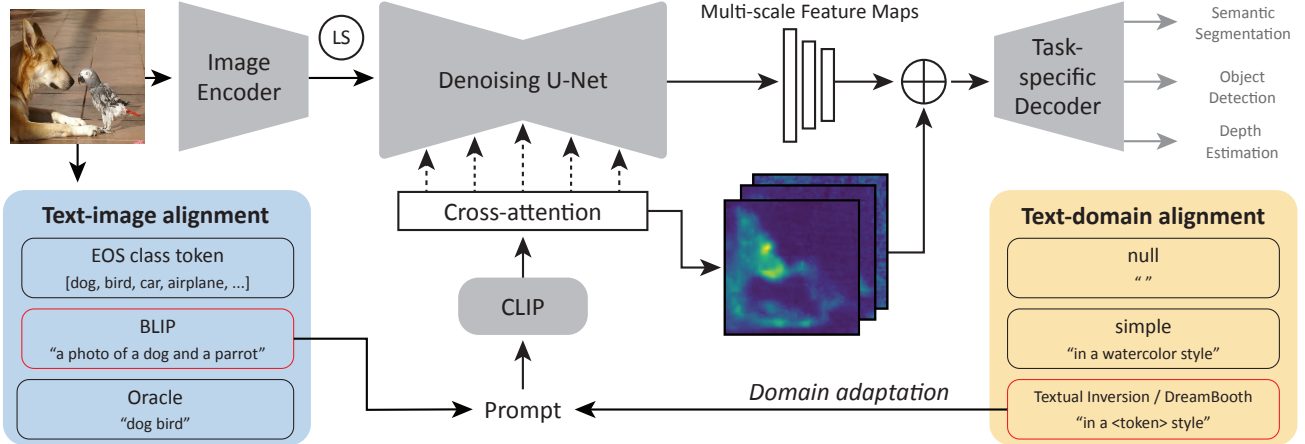 Image
Encoder
LS
Denoising U-Net
Multi-scale Feature Maps
Task-
specific
Decoder
Semantic
Segmentation
Object
Detection
Depth
Estimation
Cross-attention
CLIP
Prompt
Text-image alignment
EOS class token
[dog, bird, car, airplane, ...]
BLIP
“a photo of a dog and a parrot”
Oracle
“dog bird”
Domain adaptation
Text-domain alignment
null
“ ”
simple
“in a watercolor style”
Textual Inversion / DreamBooth
“in a <token> style”